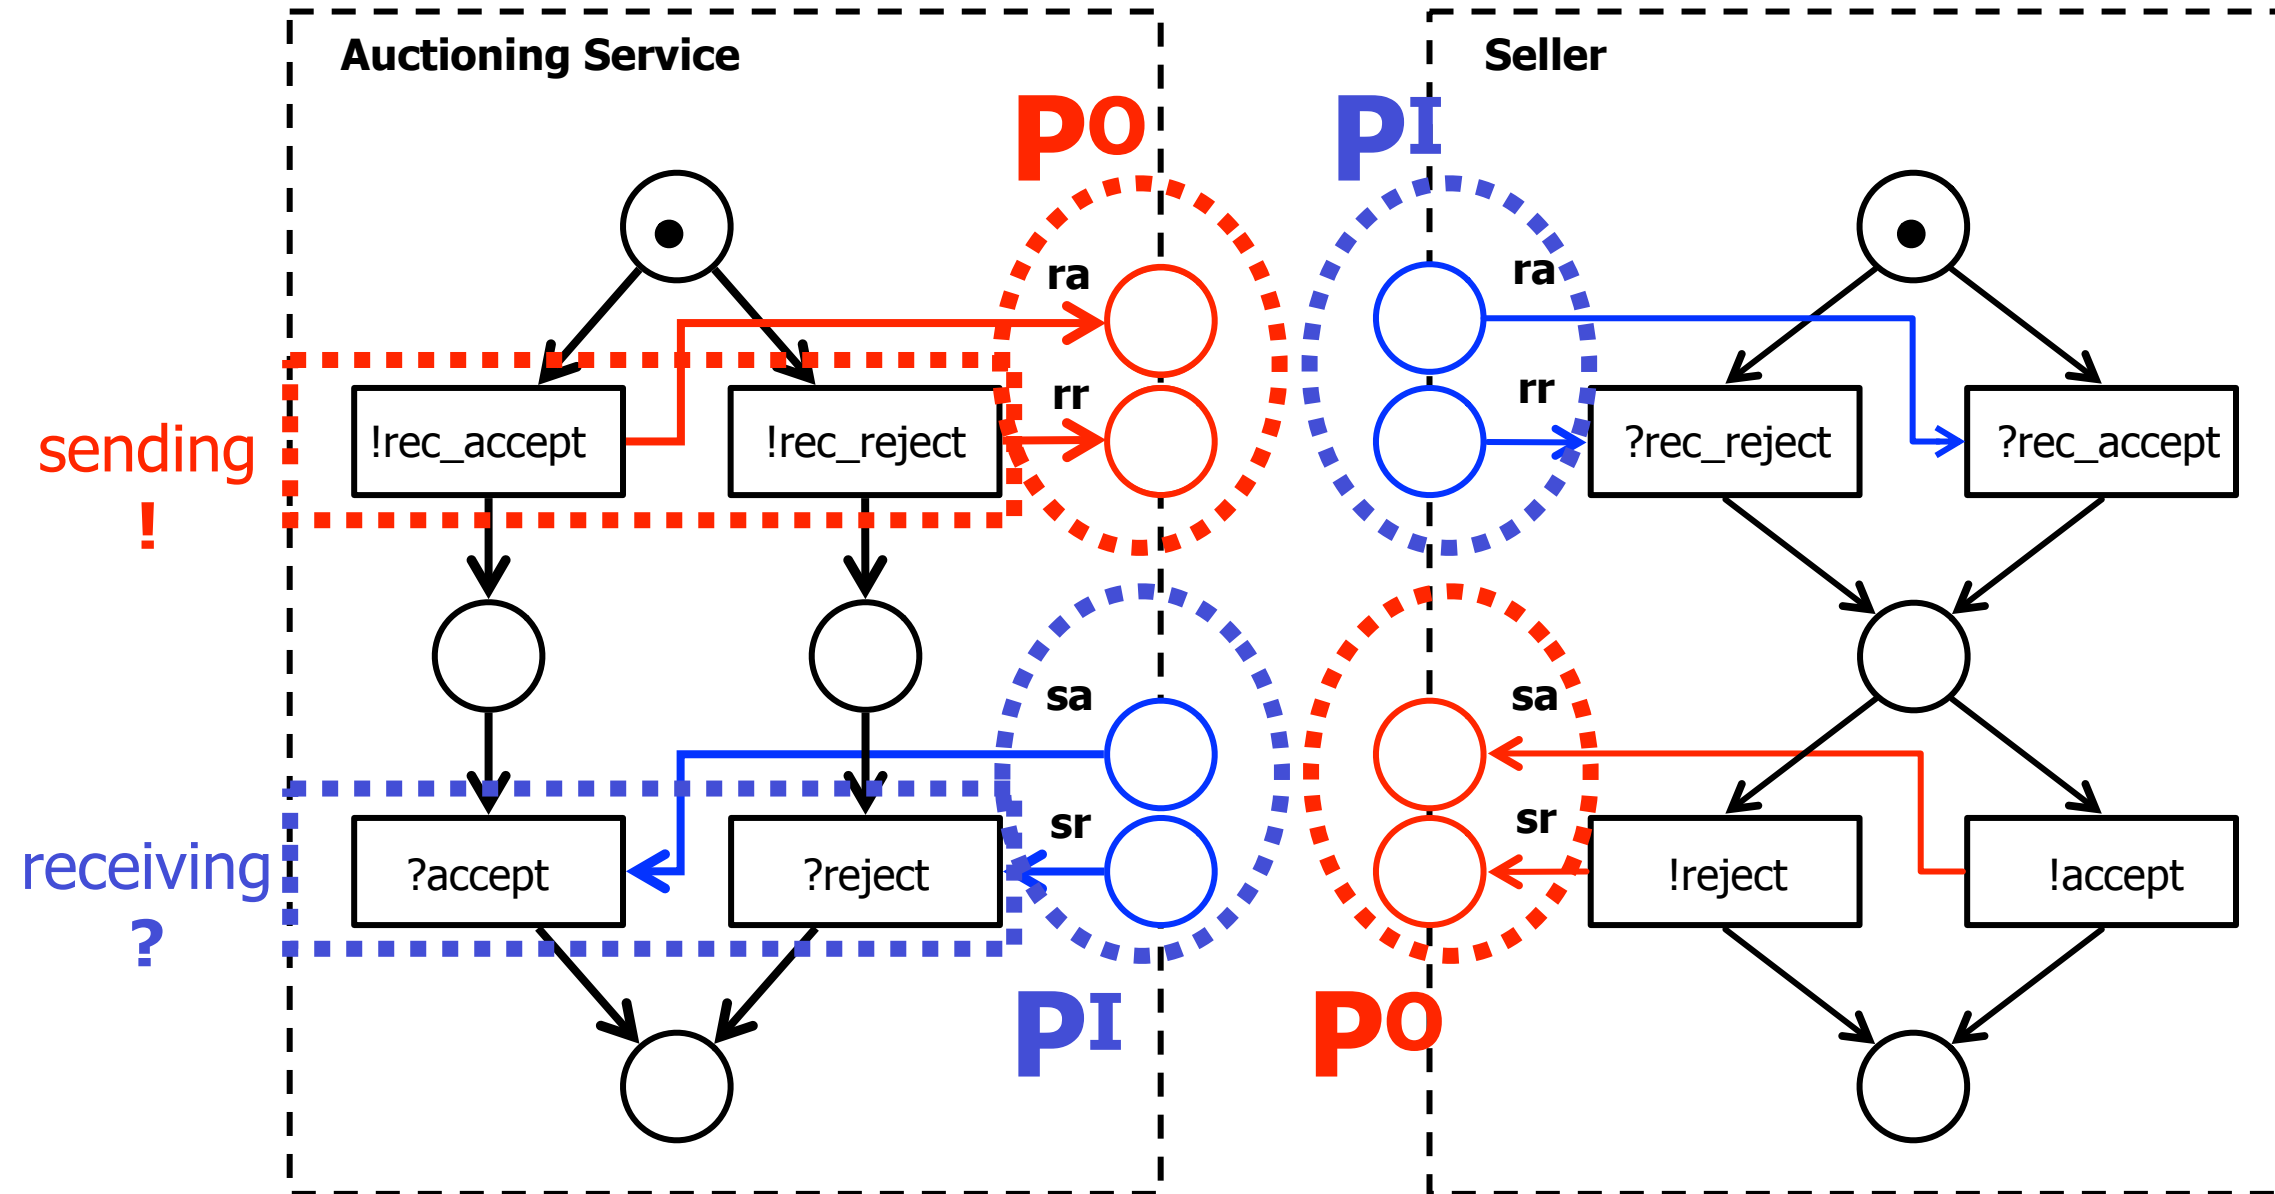 Auctioning Service
Seller
PO
PI
ra
ra
rr
rr
sending
!
!rec_accept
!rec_reject
?rec_reject
?rec_accept
sa
sa
sr
sr
receiving
?
?accept
?reject
!reject
!accept
PI
PO